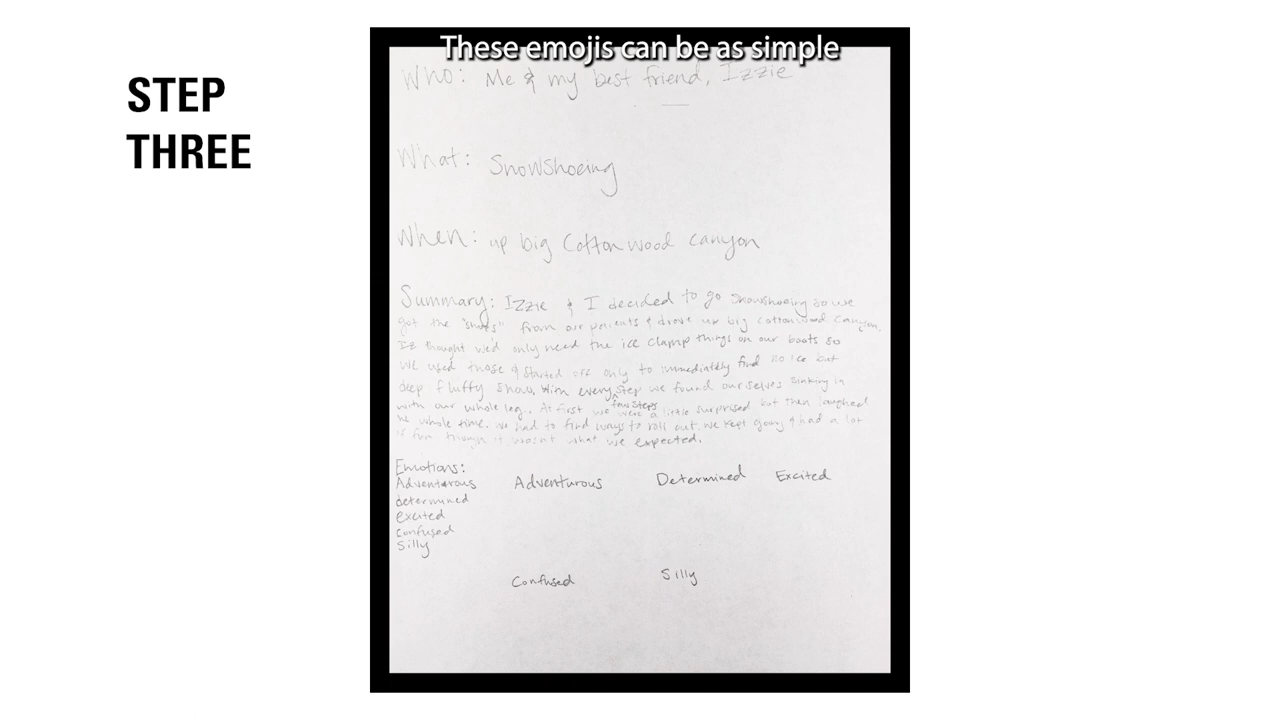 These emojis can be as simple
STEP
THREE
Who: Me & my best friend, Izzie
What: Snowshoeing
When: up big Cottonwood Canyon
Summary: Izzie & I decided to go snowshoeing so we
got the "shoes" from our parents & drove up big cottonwood canyon.
Izz thought we'd only need the ice clamp things on our boots so
we used those & started off only to immediately find no ice but
deep fluffy snow. With every step we found ourselves sinking in
few steps
with our whole leg. At first we were a little surprised but then laughed
the whole time. We had to find ways to roll out. We kept going & had a lot
of fun though it wasn't what we expected.
Emotions:
Adventurous Adventurous Determined Excited
determined
excited
confused
Silly
Confused Silly